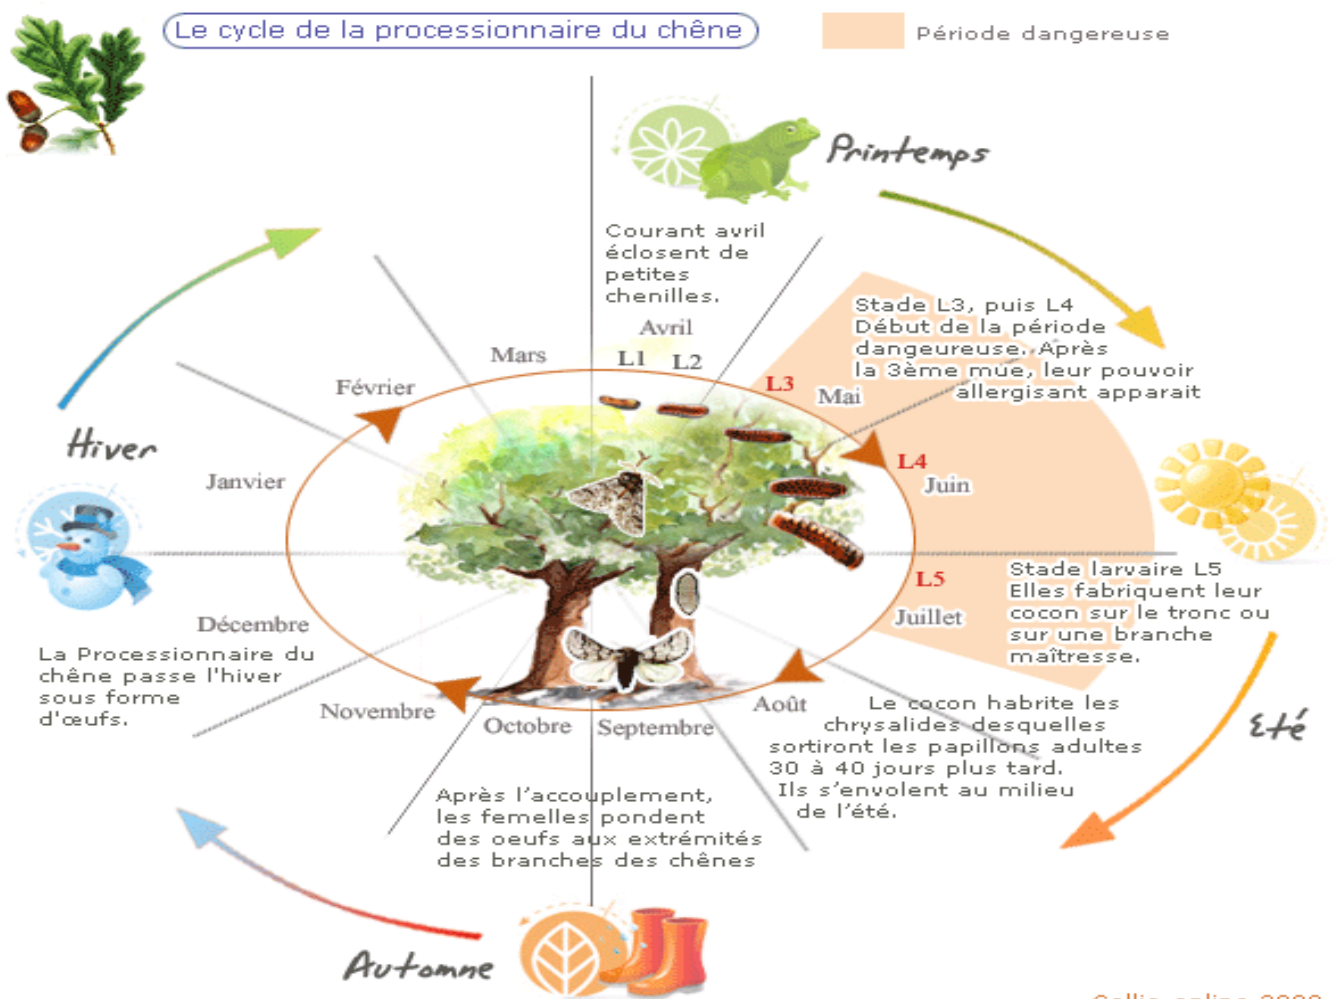 Le cycle de la processionnaire du chêne
Période dangereuse
Printemps
Courant avril
éclosent de
petites
chenilles.
Stade L3, puis L4
Début de la période
dangeureuse. Après
la 3ème mue, leur pouvoir
allergisant apparait
Avril
L1 L2
Mars
Février
L3
Mai
Hiver
Janvier
L4
Juin
Stade larvaire L5
Elles fabriquent leur
cocon sur le tronc ou
sur une branche
maîtresse.
L5
Juillet
Décembre
La Processionnaire du
chêne passe l'hiver
sous forme
d'œufs.
Novembre
Octobre
Septembre
Août
Le cocon habrite les
chrysalides desquelles
sortiront les papillons adultes
30 à 40 jours plus tard.
Ils s’envolent au milieu
de l’été.
Eté
Après l’accouplement,
les femelles pondent
des oeufs aux extrémités
des branches des chênes
Automne